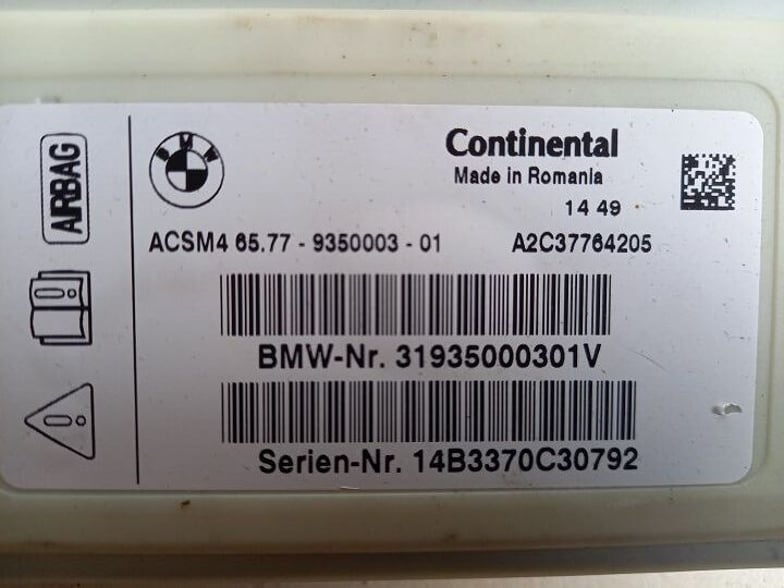 AIRBAG
BMW
Continental
Made in Romania
14 49
ACSM4 65.77 - 9350003 - 01 A2C37764205
BMW-Nr. 31935000301V
Serien-Nr. 14B3370C30792